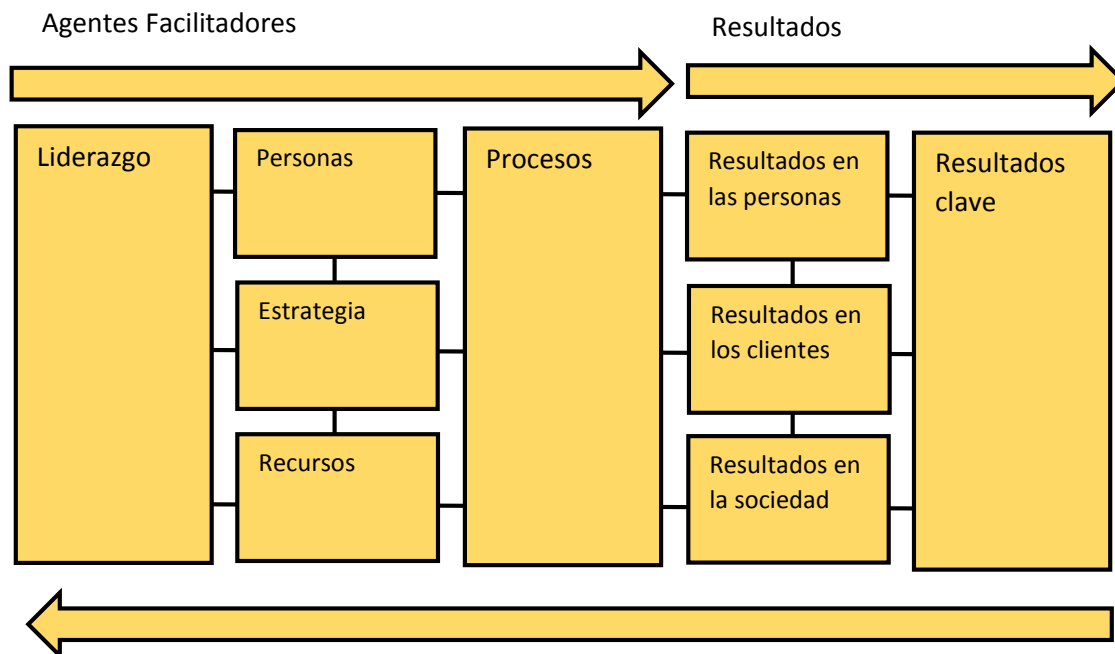 Agentes Facilitadores
Resultados
Liderazgo
Personas
Procesos
Resultados en
las personas
Resultados
clave
Estrategia
Resultados en
los clientes
Recursos
Resultados en
la sociedad